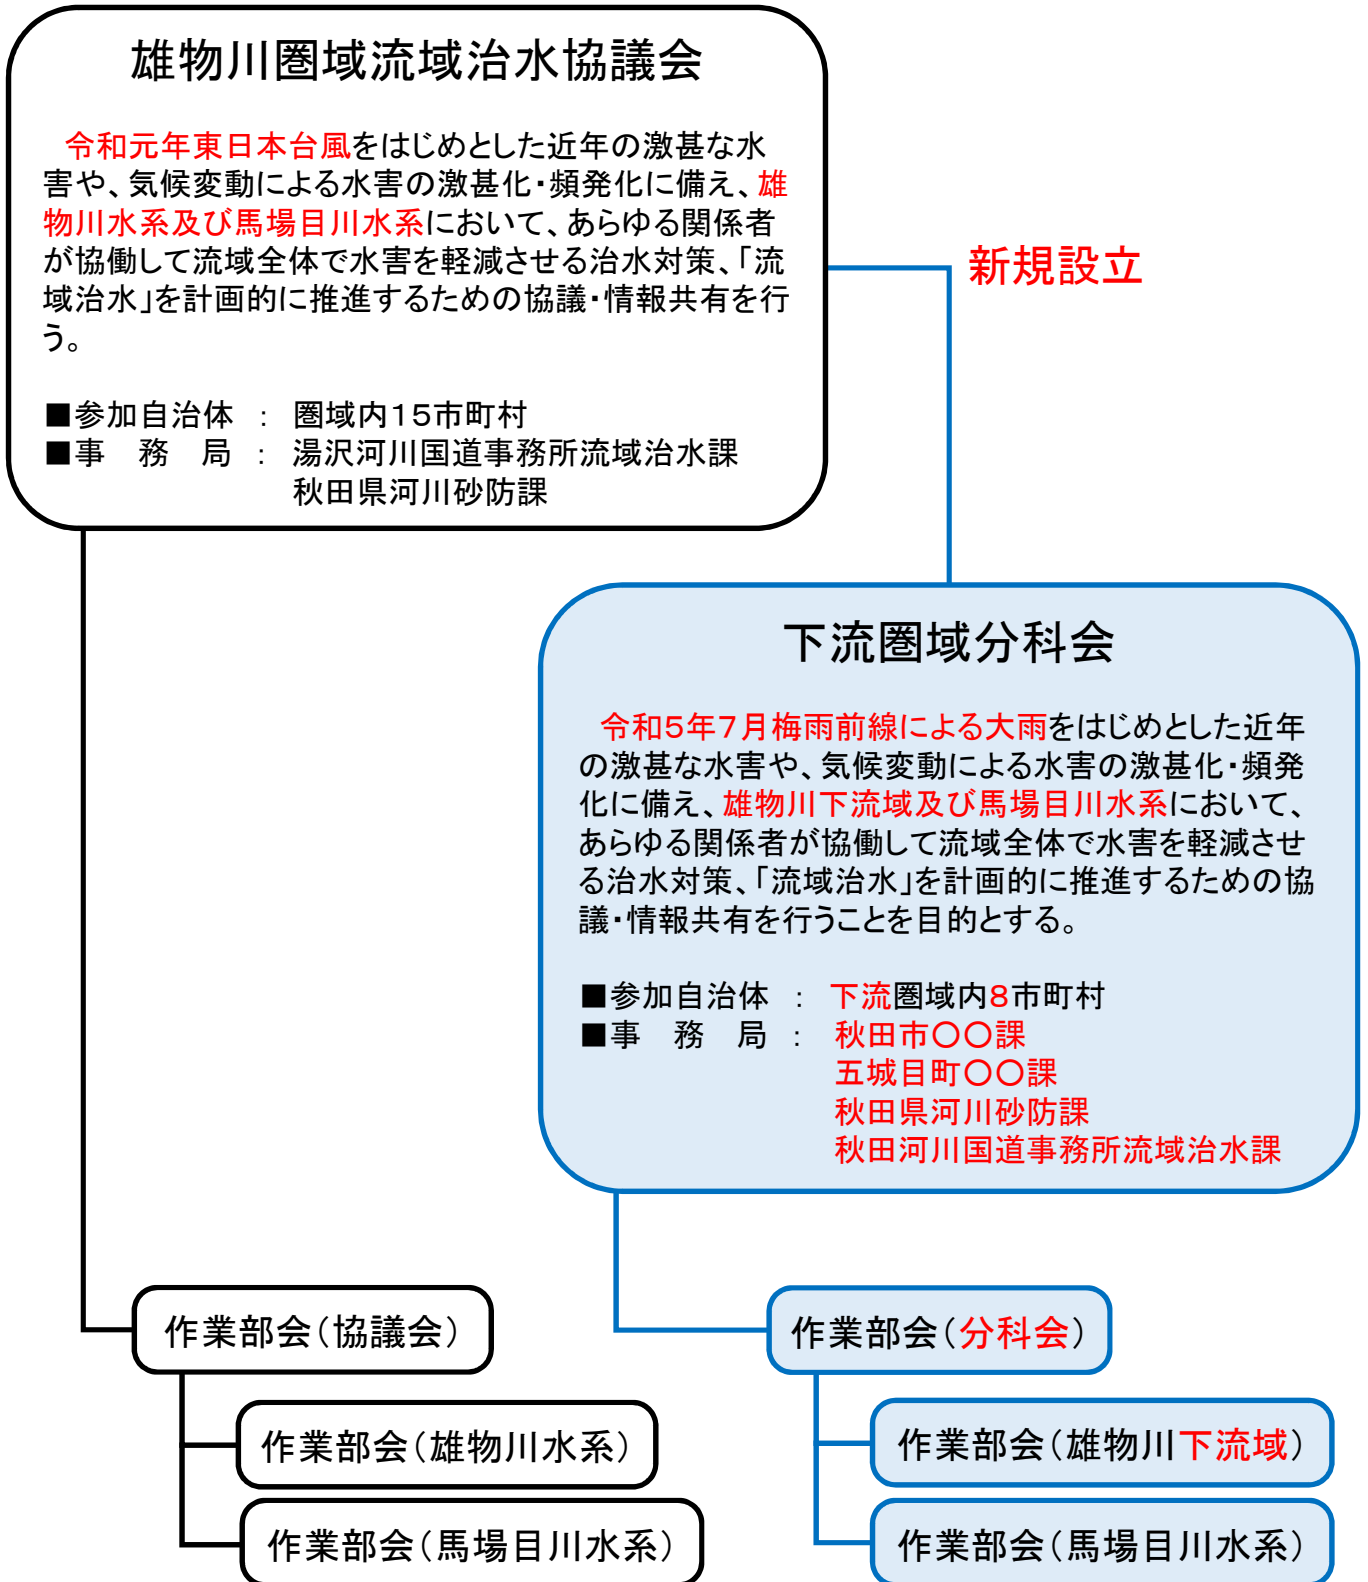 雄物川圏域流域治水協議会
令和元年東日本台風をはじめとした近年の激甚な水
害や、気候変動による水害の激甚化・頻発化に備え、雄
物川水系及び馬場目川水系において、あらゆる関係者
が協働して流域全体で水害を軽減させる治水対策、「流
域治水」を計画的に推進するための協議・情報共有を行
う。
■参加自治体 ： 圏域内15市町村
■事 務 局 ： 湯沢河川国道事務所流域治水課
秋田県河川砂防課
新規設立
下流圏域分科会
令和5年7月梅雨前線による大雨をはじめとした近年
の激甚な水害や、気候変動による水害の激甚化・頻発
化に備え、雄物川下流域及び馬場目川水系において、
あらゆる関係者が協働して流域全体で水害を軽減させ
る治水対策、「流域治水」を計画的に推進するための協
議・情報共有を行うことを目的とする。
■参加自治体 ： 下流圏域内8市町村
■事 務 局 ： 秋田市〇〇課
五城目町〇〇課
秋田県河川砂防課
秋田河川国道事務所流域治水課
作業部会（協議会）
作業部会（雄物川水系）
作業部会（馬場目川水系）
作業部会（分科会）
作業部会（雄物川下流域）
作業部会（馬場目川水系）